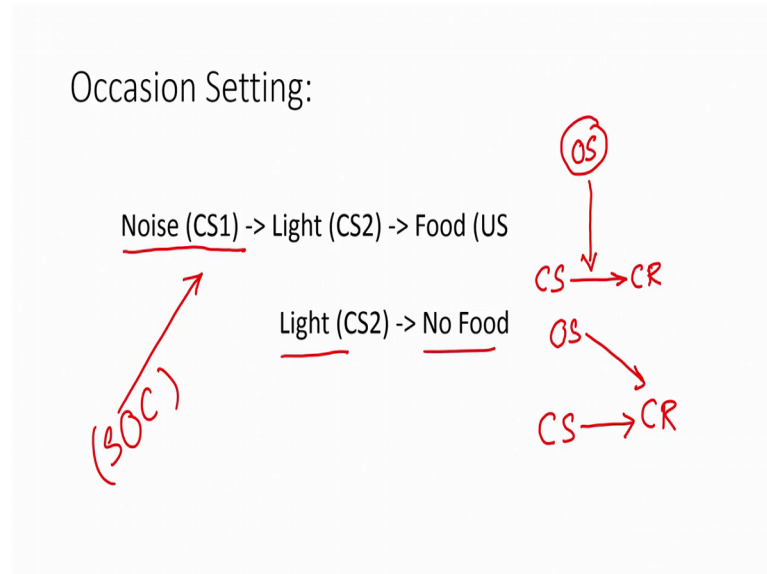 Occasion Setting:
OS
Noise (CS1) -> Light (CS2) -> Food (US
CS → CR
Light (CS2) -> No Food
OS
CS → CR
(SOC)